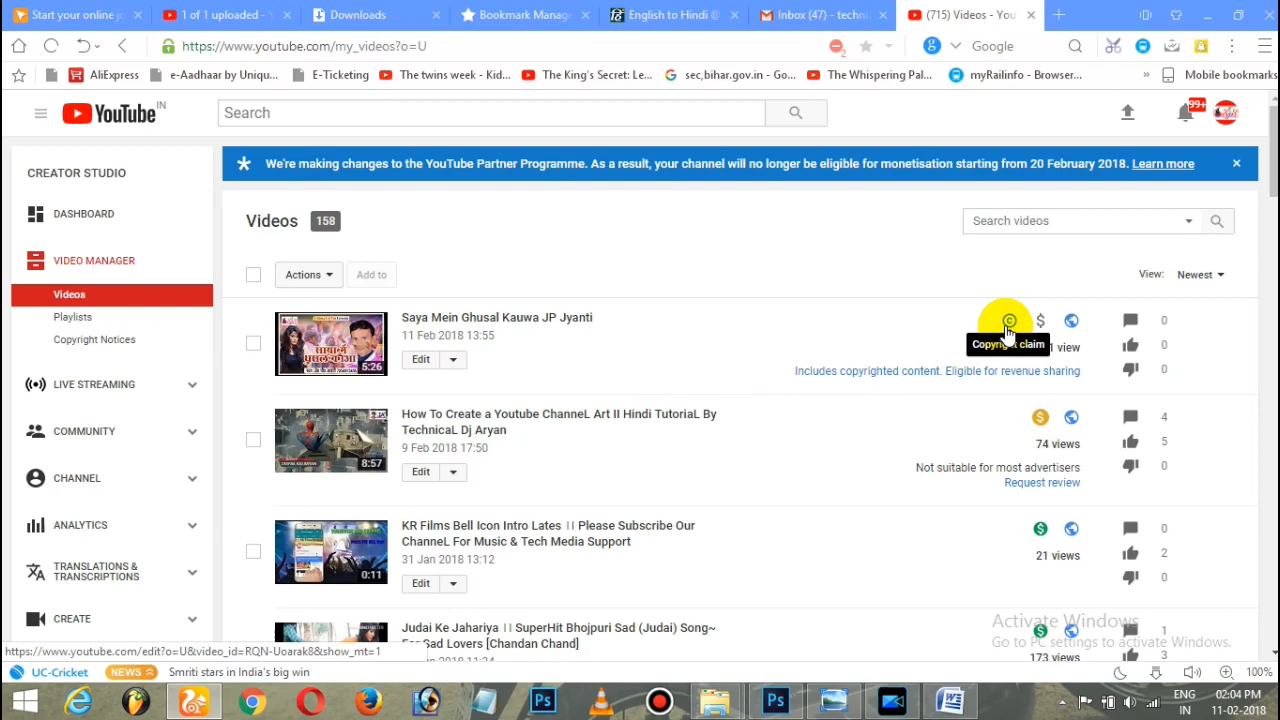 Start your online jo
1 of 1 uploaded -
Downloads
Bookmark Manag
English to Hindi @
Inbox (47) - techni
(715) Videos - You
https://www.youtube.com/my_videos?o=U
2
Google
AliExpress
e-Aadhaar by Uniqu...
E-Ticketing
The twins week - Kid...
The King's Secret: Le...
sec,bihar.gov.in - Go...
The Whispering Pal...
myRailinfo - Browser...
»
Mobile bookmarks
YouTube IN
Search
99+
We're making changes to the YouTube Partner Programme. As a result, your channel will no longer be eligible for monetisation starting from 20 February 2018. Learn more
CREATOR STUDIO
DASHBOARD
VIDEO MANAGER
Videos
Playlists
Copyright Notices
LIVE STREAMING
COMMUNITY
CHANNEL
ANALYTICS
TRANSLATIONS &
TRANSCRIPTIONS
CREATE
Videos 158
Search videos
Actions
Add to
View: Newest
Saya Mein Ghusal Kauwa JP Jyanti
11 Feb 2018 13:55
Edit
5:26
Copyright claim
1 view
Includes copyrighted content. Eligible for revenue sharing
0
0
0
How To Create a Youtube ChanneL Art II Hindi TutoriaL By
TechnicaL Dj Aryan
9 Feb 2018 17:50
Edit
8:57
74 views
Not suitable for most advertisers
Request review
4
5
0
KR Films Bell Icon Intro Lates || Please Subscribe Our
ChanneL For Music & Tech Media Support
31 Jan 2018 13:12
Edit
0:11
21 views
0
2
0
Judai Ke Jahariya || SuperHit Bhojpuri Sad (Judai) Song~
For Sad Lovers [Chandan Chand]
173 views
1
3
Activate Windows
Go to PC settings to activate Windows.
https://www.youtube.com/edit?o=U&video_id=RQN-Uoarak8&show_mt=1
UC-Cricket
NEWS
Smriti stars in India's big win
100%
ENG
IN
02:04 PM
11-02-2018